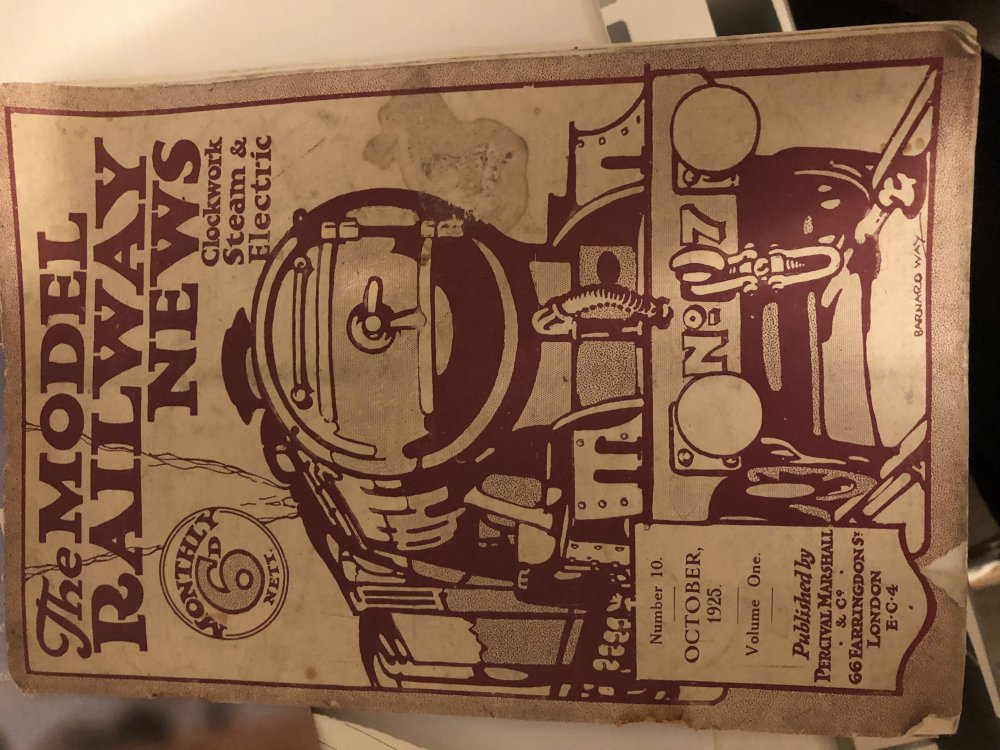 The MODEL
RAILWAY
NEWS
Clockwork
Steam &
Electric
MONTHLY
6D
NETT.
No. 7
BARNARD WAY
Number 10.
OCTOBER,
1925.
Volume One.
Published by
PERCIVAL MARSHALL
& Co.
66 FARRINGDON ST.
LONDON
E·C·4